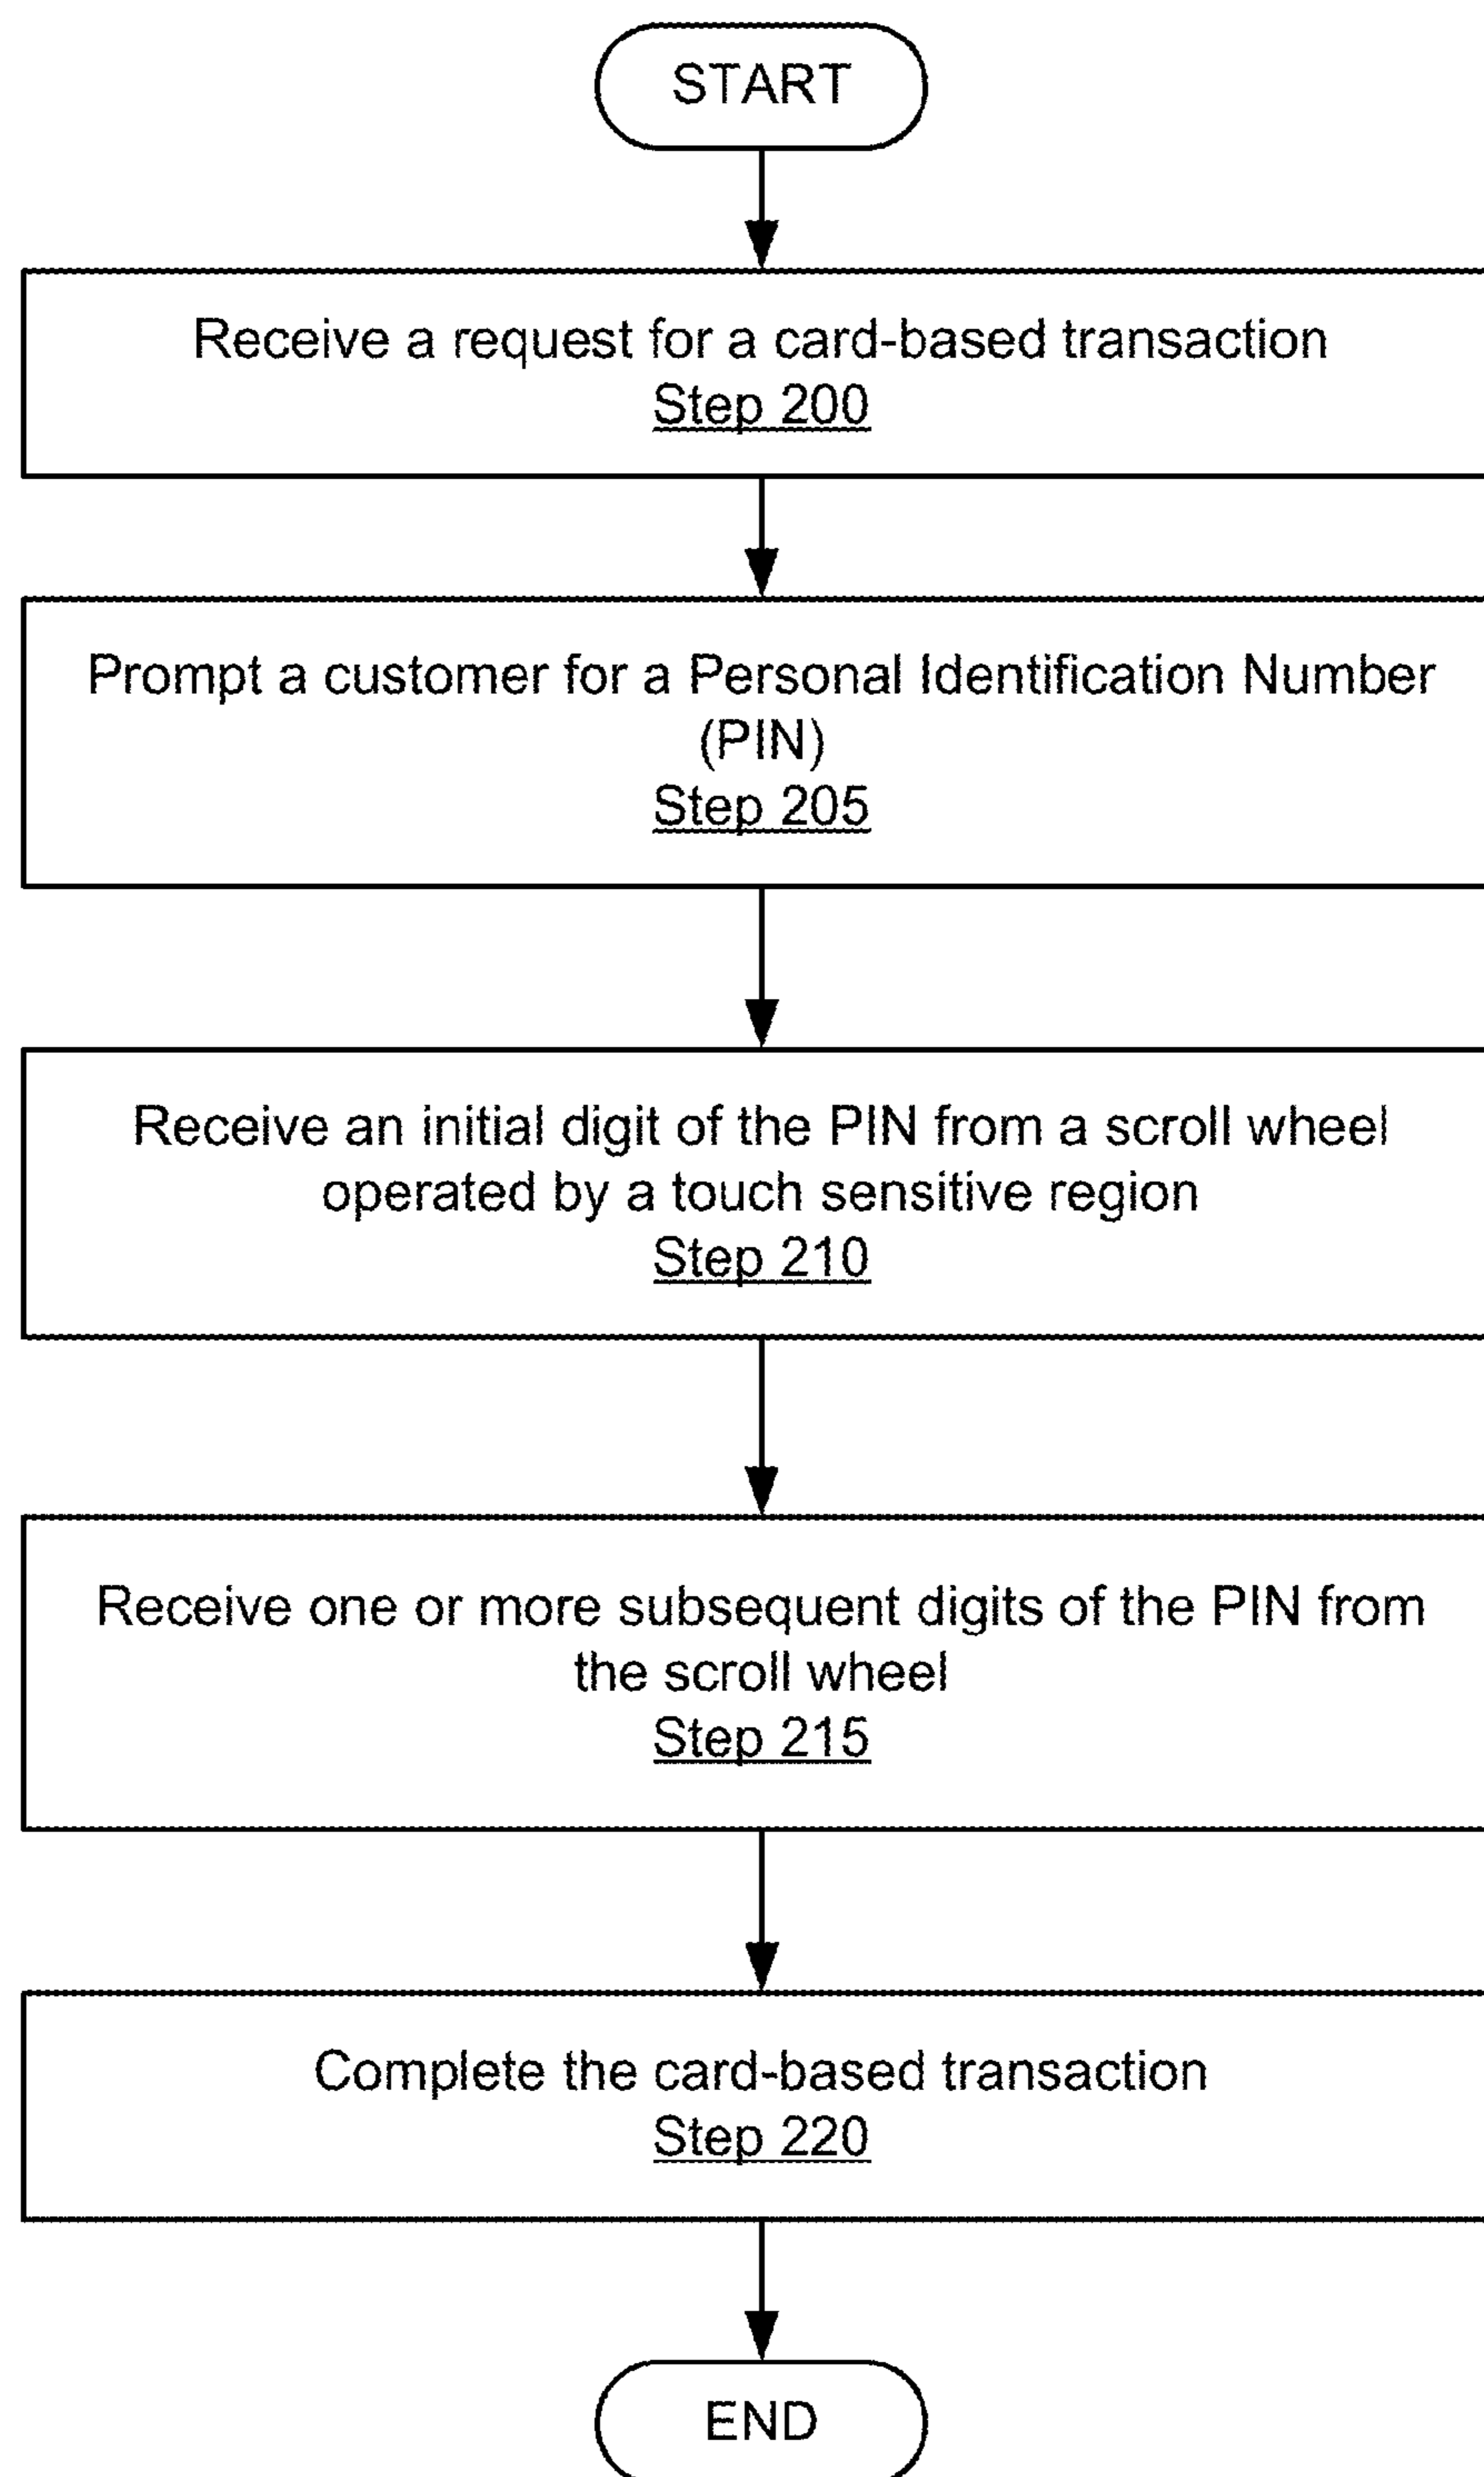 START
Receive a request for a card-based transaction
Step 200
Prompt a customer for a Personal Identification Number
(PIN)
Step 205
Receive an initial digit of the PIN from a scroll wheel
operated by a touch sensitive region
Step 210
Receive one or more subsequent digits of the PIN from
the scroll wheel
Step 215
Complete the card-based transaction
Step 220
END